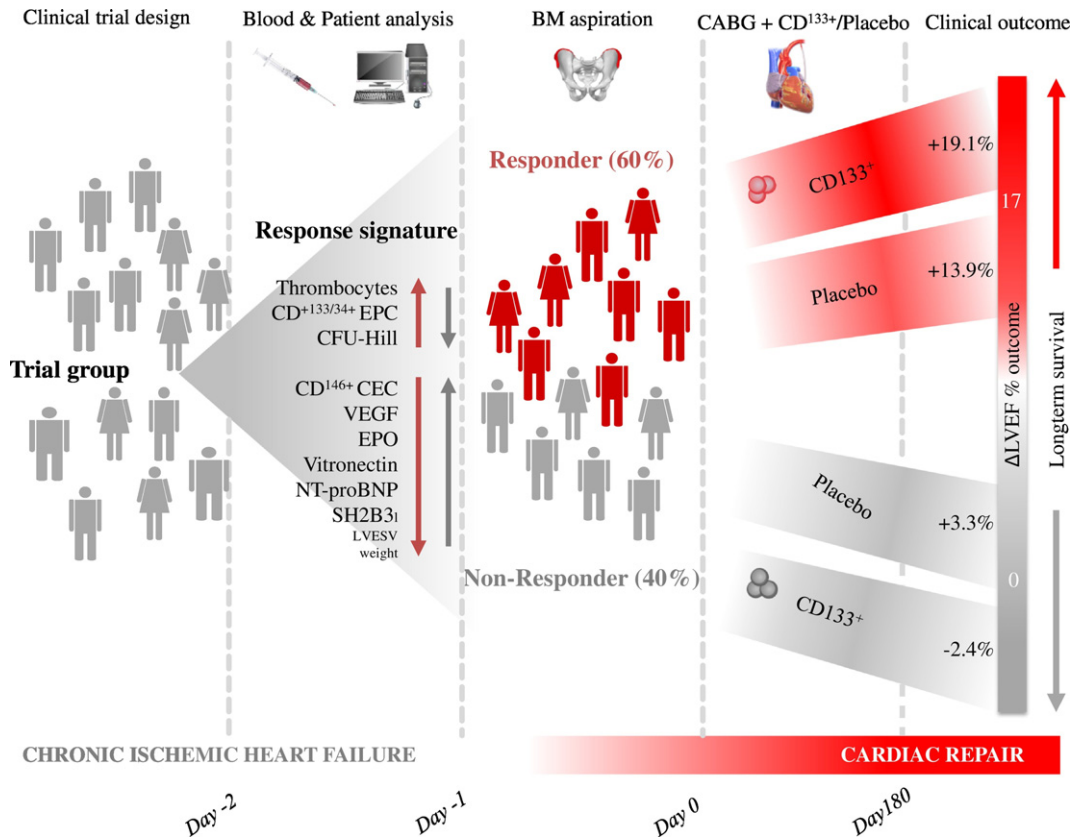 Clinical trial design
Blood & Patient analysis
BM aspiration
CABG + CD133+/Placebo
Clinical outcome
Trial group
Response signature
Thrombocytes
CD+133/34+ EPC
CFU-Hill
CD146+ CEC
VEGF
EPO
Vitronectin
NT-proBNP
SH2B3
LVESV
weight
Responder (60%)
Non-Responder (40%)
CD133+
+19.1%
Placebo
+13.9%
Placebo
+3.3%
CD133+
-2.4%
17
ΔLVEF % outcome
0
Longterm survival
CHRONIC ISCHEMIC HEART FAILURE
CARDIAC REPAIR
Day -2
Day -1
Day 0
Day180